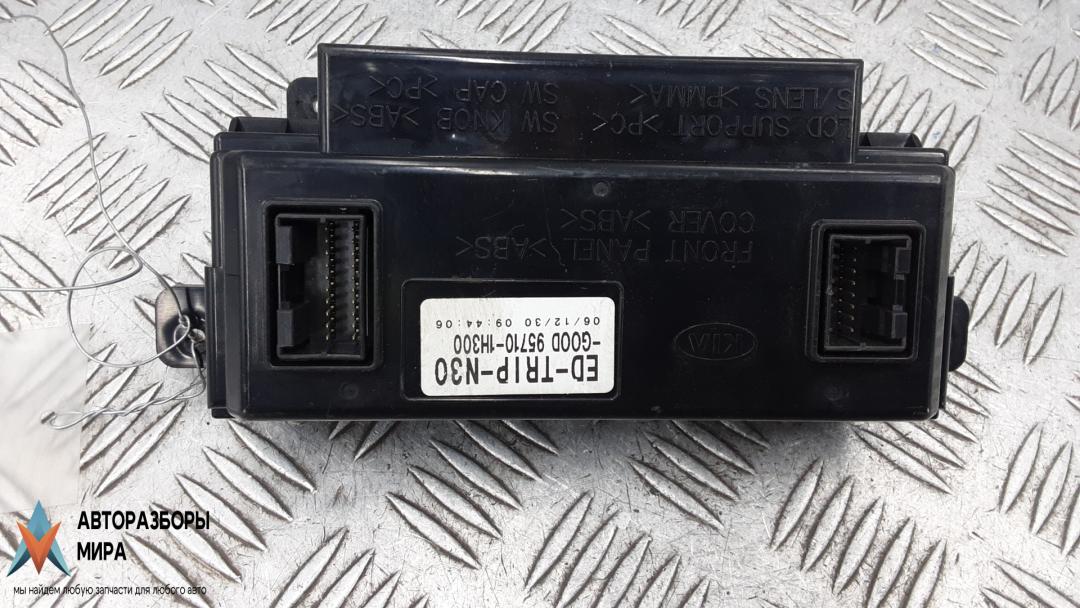 LCD SUPPORT >PC<
S/LENS >PMMA<
SW KNOB >ABS<
SW CAP >PC<
FRONT PANEL >ABS<
COVER >ABS<
ED-TRIP-N30
-GOOD 95710-1H300
06/12/30 09:44:06
KIA
АВТОРАЗБОРЫ
МИРА
мы найдем любую запчасти для любого авто